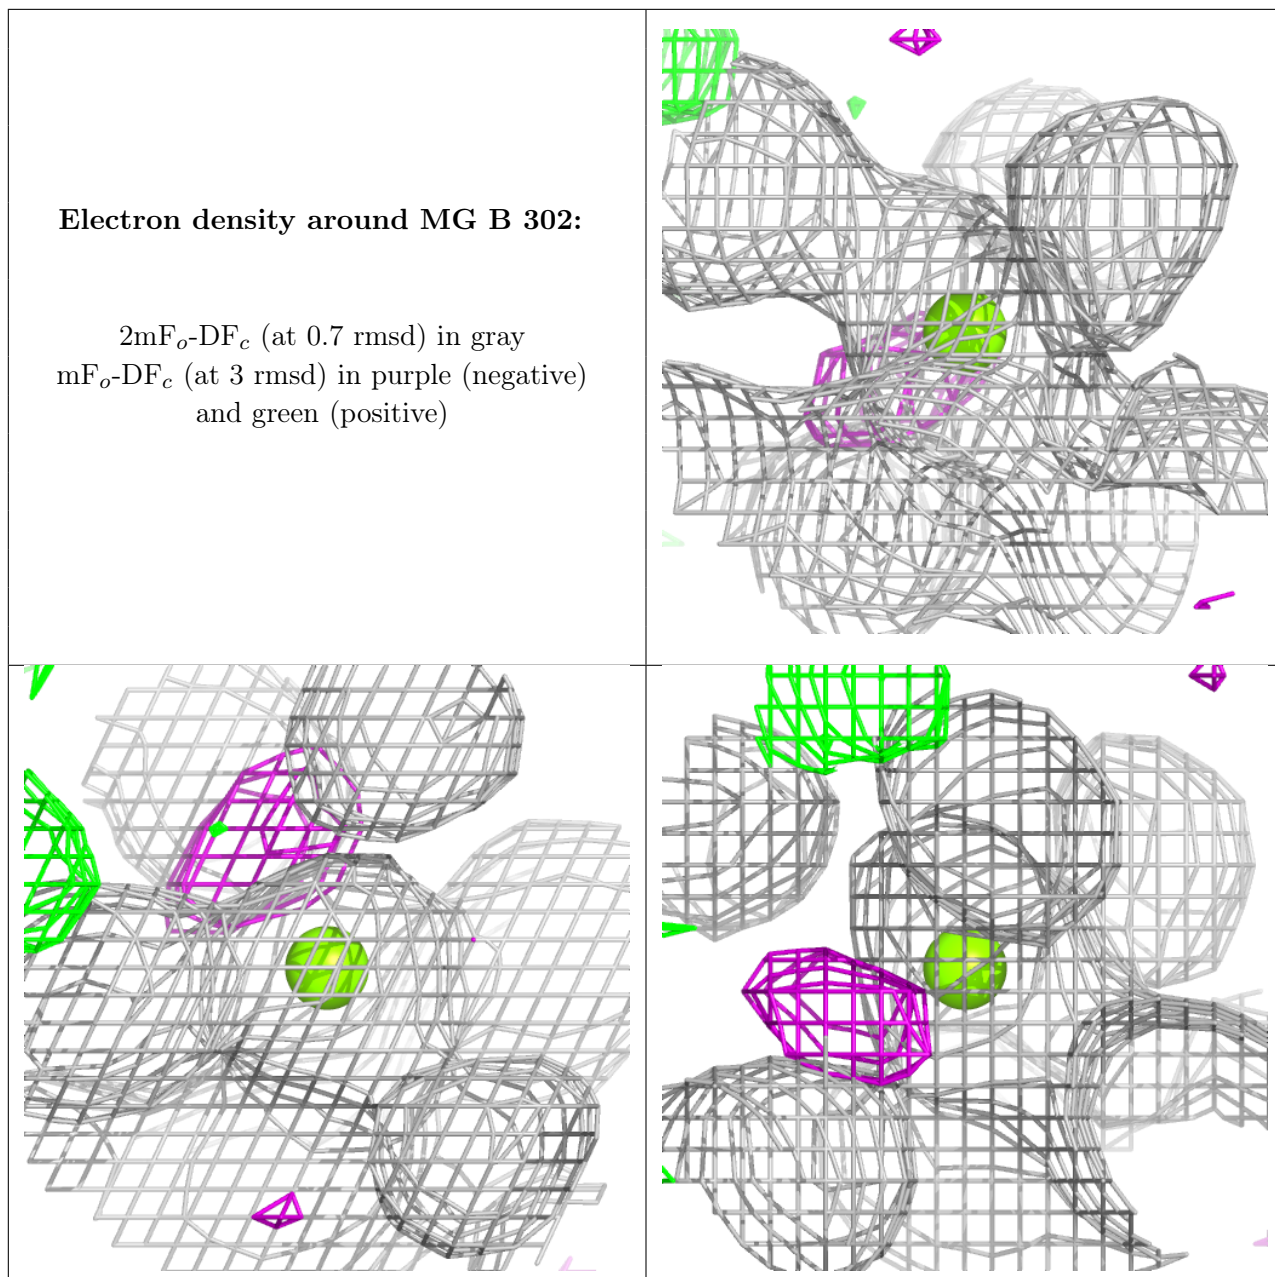 Electron density around MG B 302:
2mFo-DFc (at 0.7 rmsd) in gray
mFo-DFc (at 3 rmsd) in purple (negative)
and green (positive)